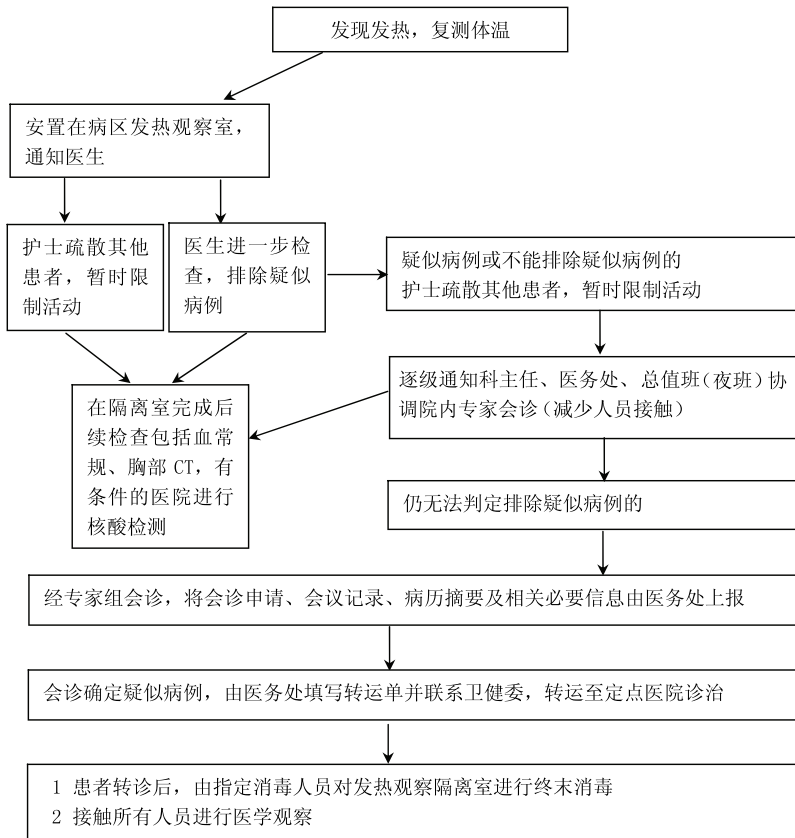 发现发热，复测体温
安置在病区发热观察室，
通知医生
护士疏散其他
患者，暂时限
制活动
医生进一步检
查，排除疑似
病例
疑似病例或不能排除疑似病例的
护士疏散其他患者，暂时限制活动
逐级通知科主任、医务处、总值班(夜班)协
调院内专家会诊(减少人员接触)
在隔离室完成后
续检查包括血常
规、胸部 CT，有
条件的医院进行
核酸检测
仍无法判定排除疑似病例的
经专家组会诊，将会诊申请、会议记录、病历摘要及相关必要信息由医务处上报
会诊确定疑似病例，由医务处填写转运单并联系卫健委，转运至定点医院诊治
1 患者转诊后，由指定消毒人员对发热观察隔离室进行终末消毒
2 接触所有人员进行医学观察